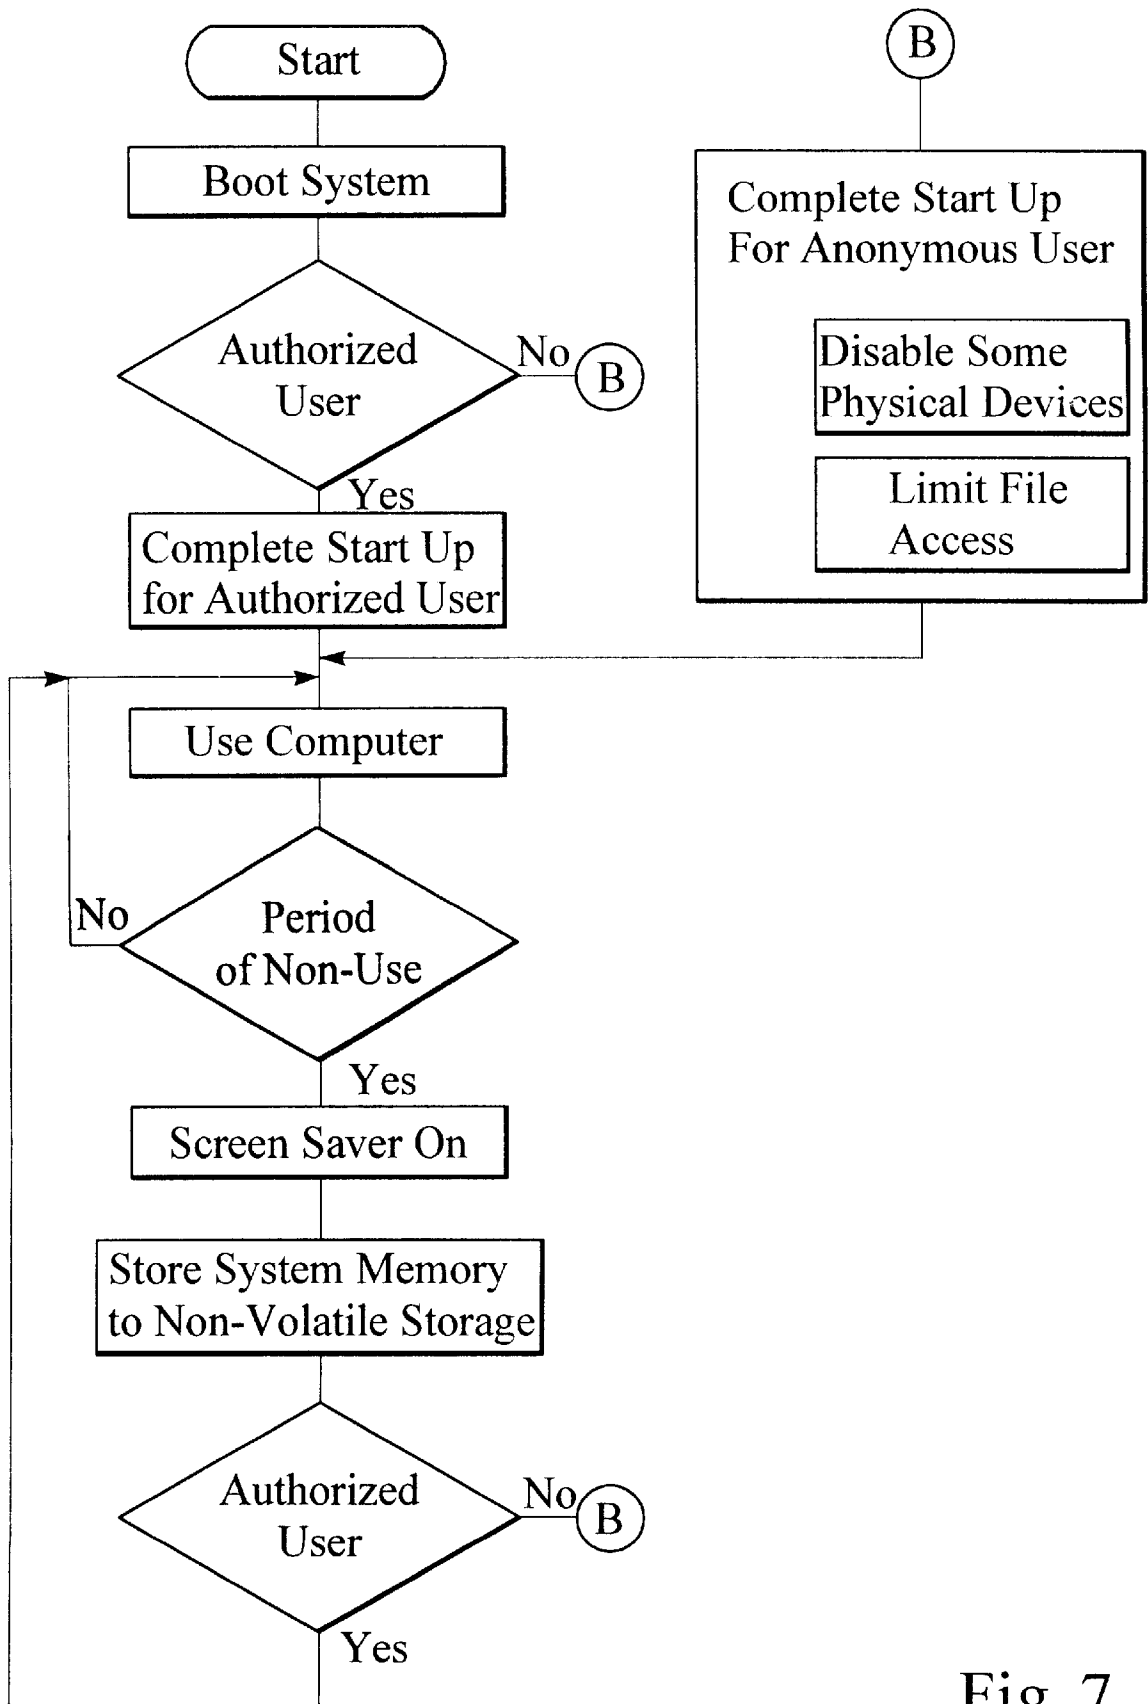 Start
Boot System
Authorized
User
No
B
Yes
Complete Start Up
for Authorized User
B
Complete Start Up
For Anonymous User
Disable Some
Physical Devices
Limit File
Access
Use Computer
Period
of Non-Use
No
Yes
Screen Saver On
Store System Memory
to Non-Volatile Storage
Authorized
User
No
B
Yes
Fig. 7